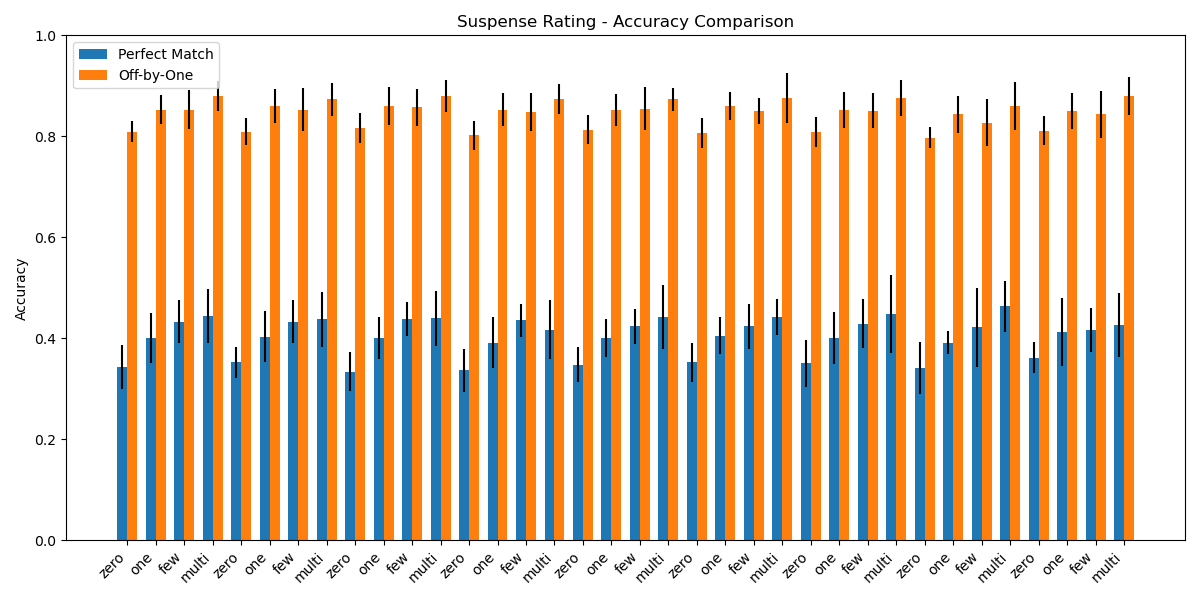 Suspense Rating - Accuracy Comparison
Perfect Match
Off-by-One
Accuracy
1.0
0.8
0.6
0.4
0.2
0.0
zero
one
few
multi
zero
one
few
multi
zero
one
few
multi
zero
one
few
multi
zero
one
few
multi
zero
one
few
multi
zero
one
few
multi
zero
one
few
multi
zero
one
few
multi